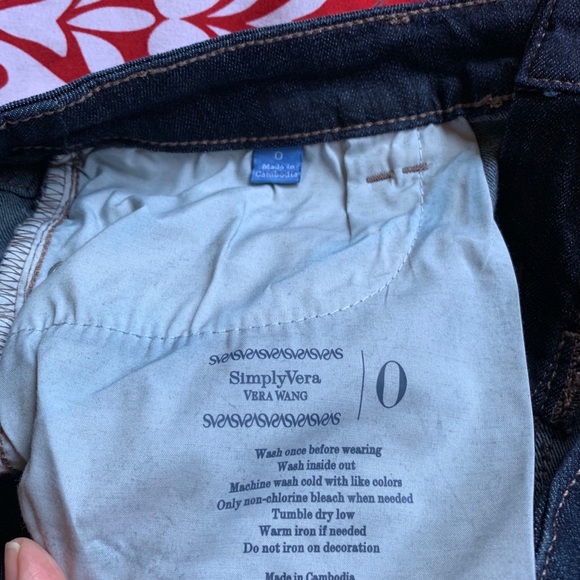 0
Made in
Cambodia
SVSVSVSVSVSVSVS
SimplyVera
VERA WANG
0
SVSVSVSVSVSVSVS
Wash once before wearing
Wash inside out
Machine wash cold with like colors
Only non-chlorine bleach when needed
Tumble dry low
Warm iron if needed
Do not iron on decoration
Made in Cambodia